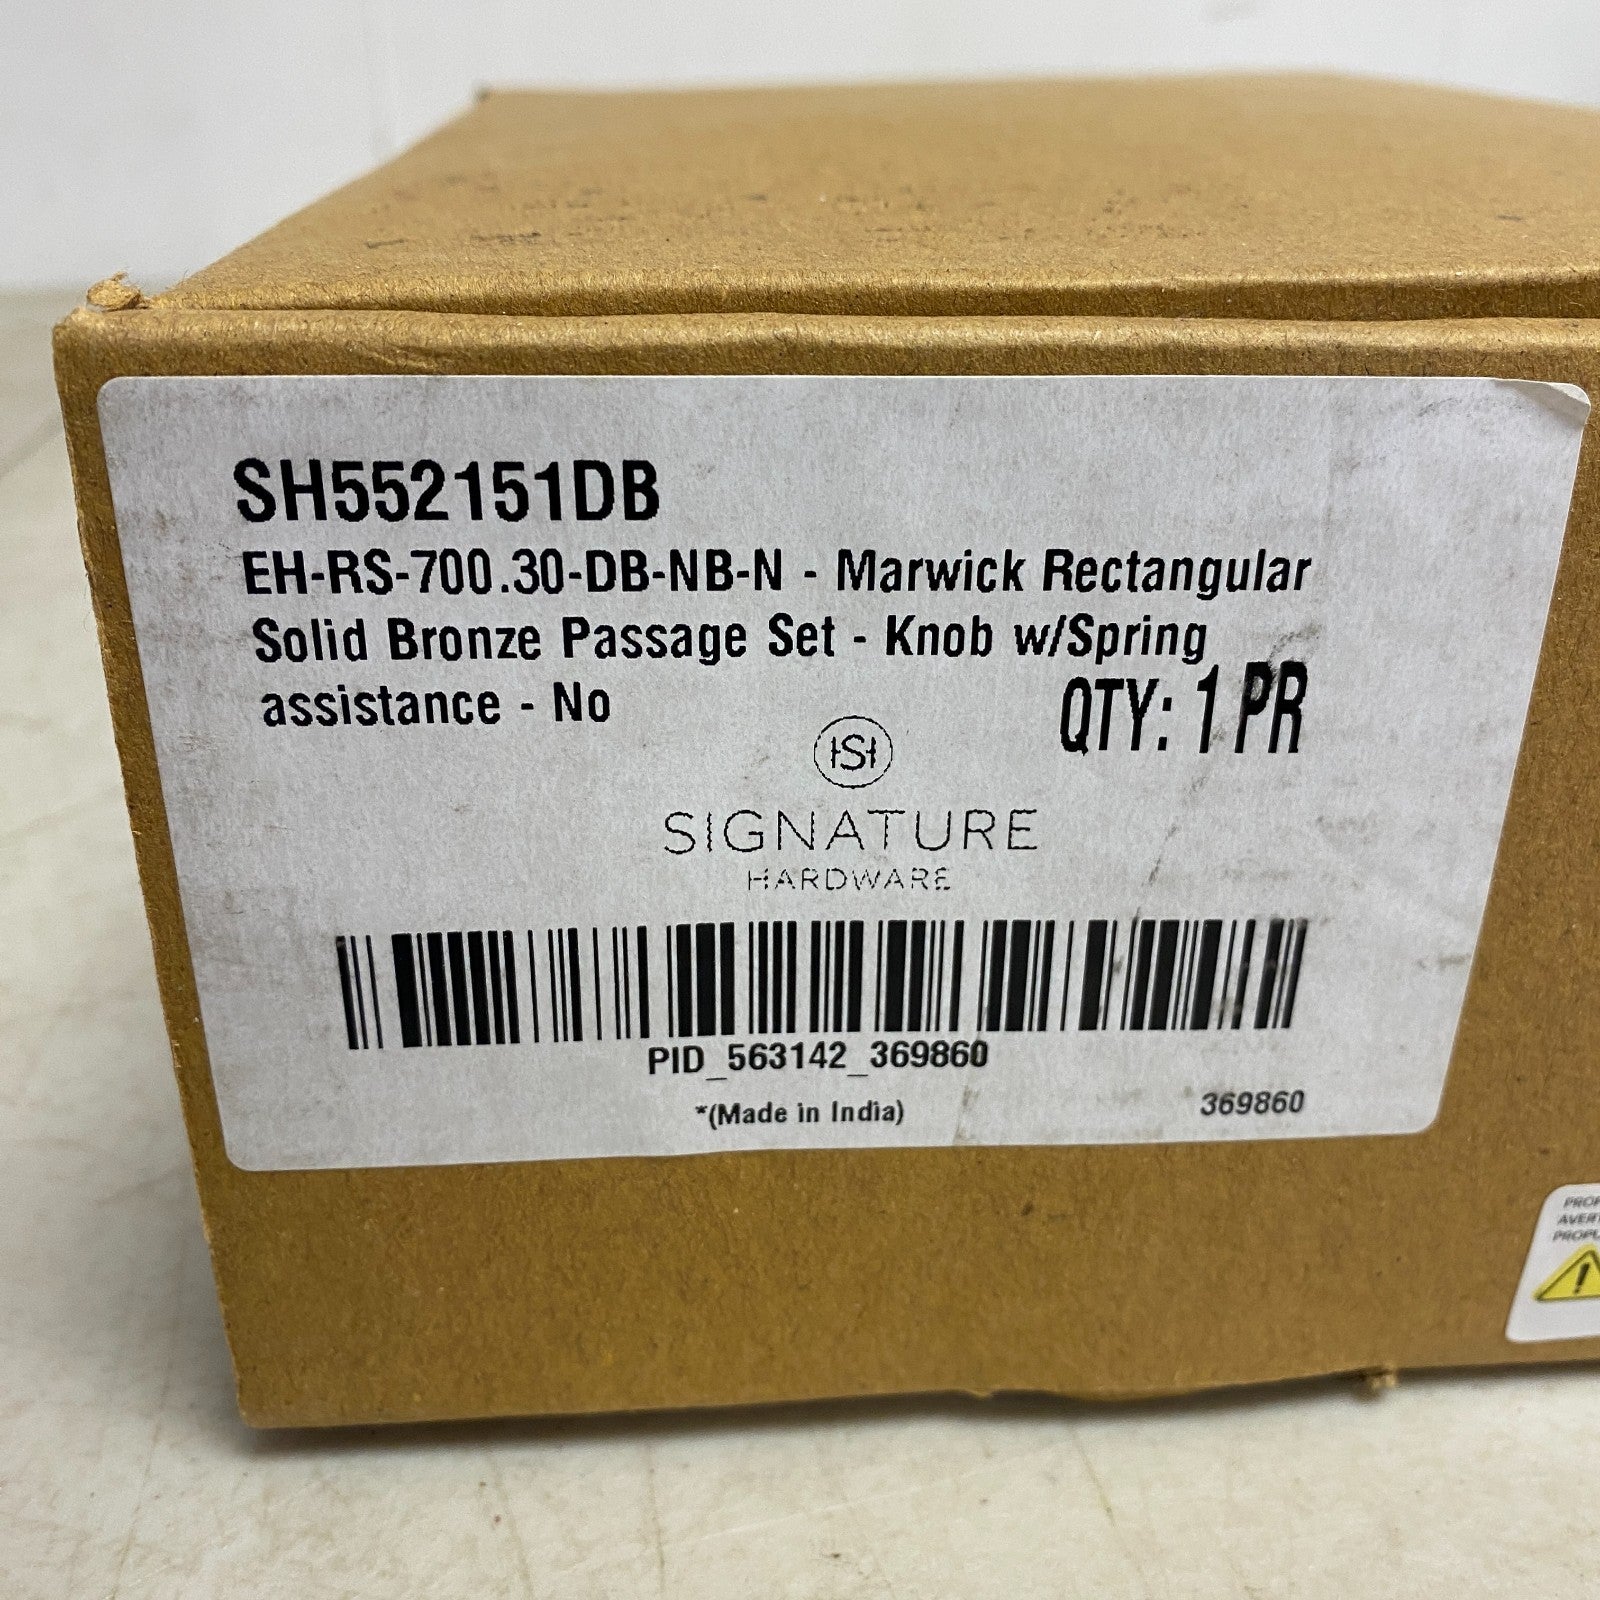 SH552151DB
EH-RS-700.30-DB-NB-N - Marwick Rectangular
Solid Bronze Passage Set - Knob w/Spring
assistance - No
QTY: 1 PR
HSH
SIGNATURE
HARDWARE
PID_563142_369860
*(Made in India)
369860